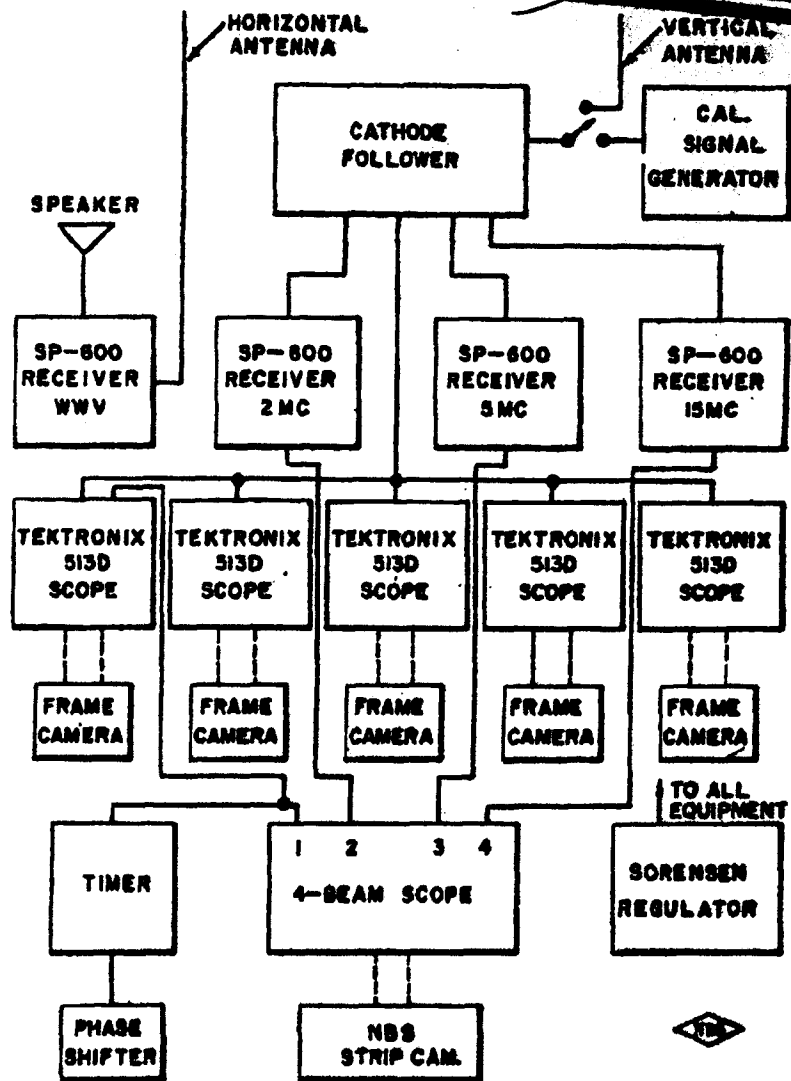 HORIZONTAL
ANTENNA
VERTICAL
ANTENNA
CATHODE
FOLLOWER
CAL.
SIGNAL
GENERATOR
SPEAKER
SP-600
RECEIVER
WWV
SP-600
RECEIVER
2 MC
SP-600
RECEIVER
5 MC
SP-600
RECEIVER
15 MC
TEKTRONIX
513D
SCOPE
TEKTRONIX
513D
SCOPE
TEKTRONIX
513D
SCOPE
TEKTRONIX
513D
SCOPE
TEKTRONIX
513D
SCOPE
FRAME
CAMERA
FRAME
CAMERA
FRAME
CAMERA
FRAME
CAMERA
FRAME
CAMERA
TO ALL
EQUIPMENT
TIMER
1 2 3 4
4-BEAM SCOPE
SORENSEN
REGULATOR
PHASE
SHIFTER
NBS
STRIP CAM.